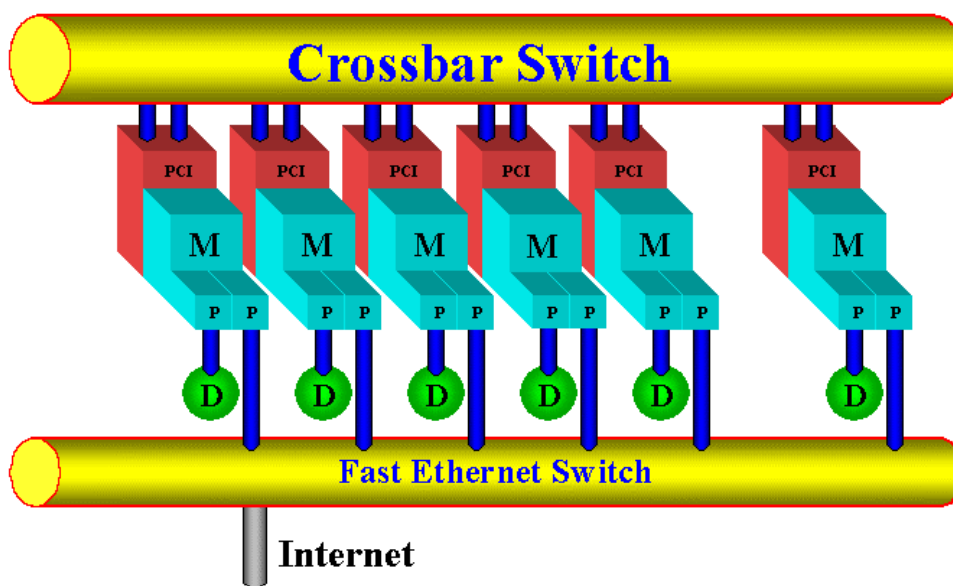 Crossbar Switch
PCI PCI PCI PCI PCI PCI
M M M M M M
P P P P P P P P P P P P
D D D D D D
Fast Ethernet Switch
Internet